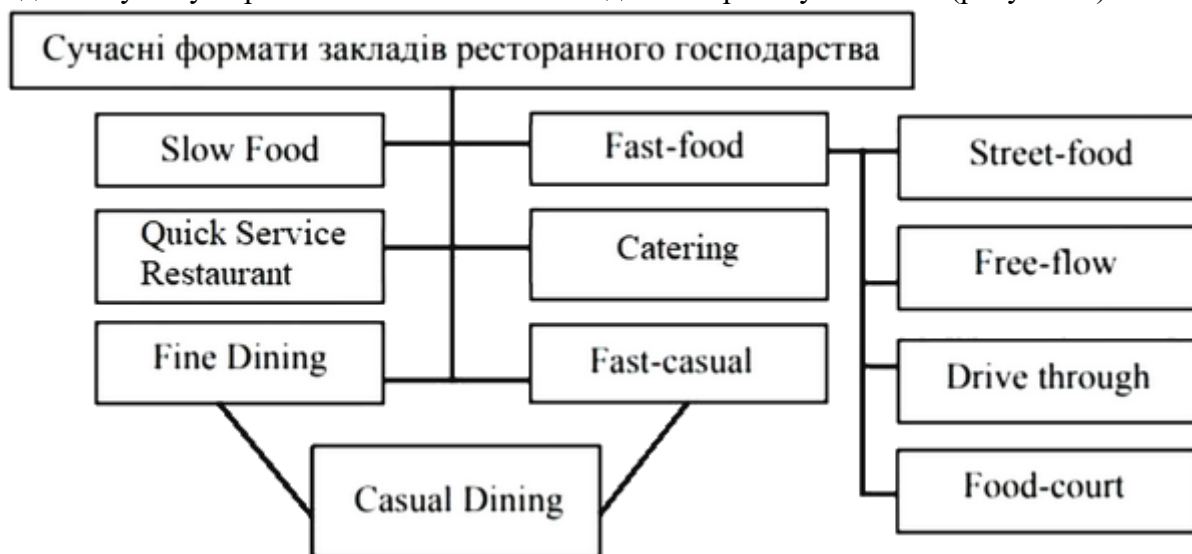 Сучасні формати закладів ресторанного господарства
Slow Food
Fast-food
Street-food
Quick Service
Restaurant
Catering
Free-flow
Fine Dining
Fast-casual
Drive through
Casual Dining
Food-court